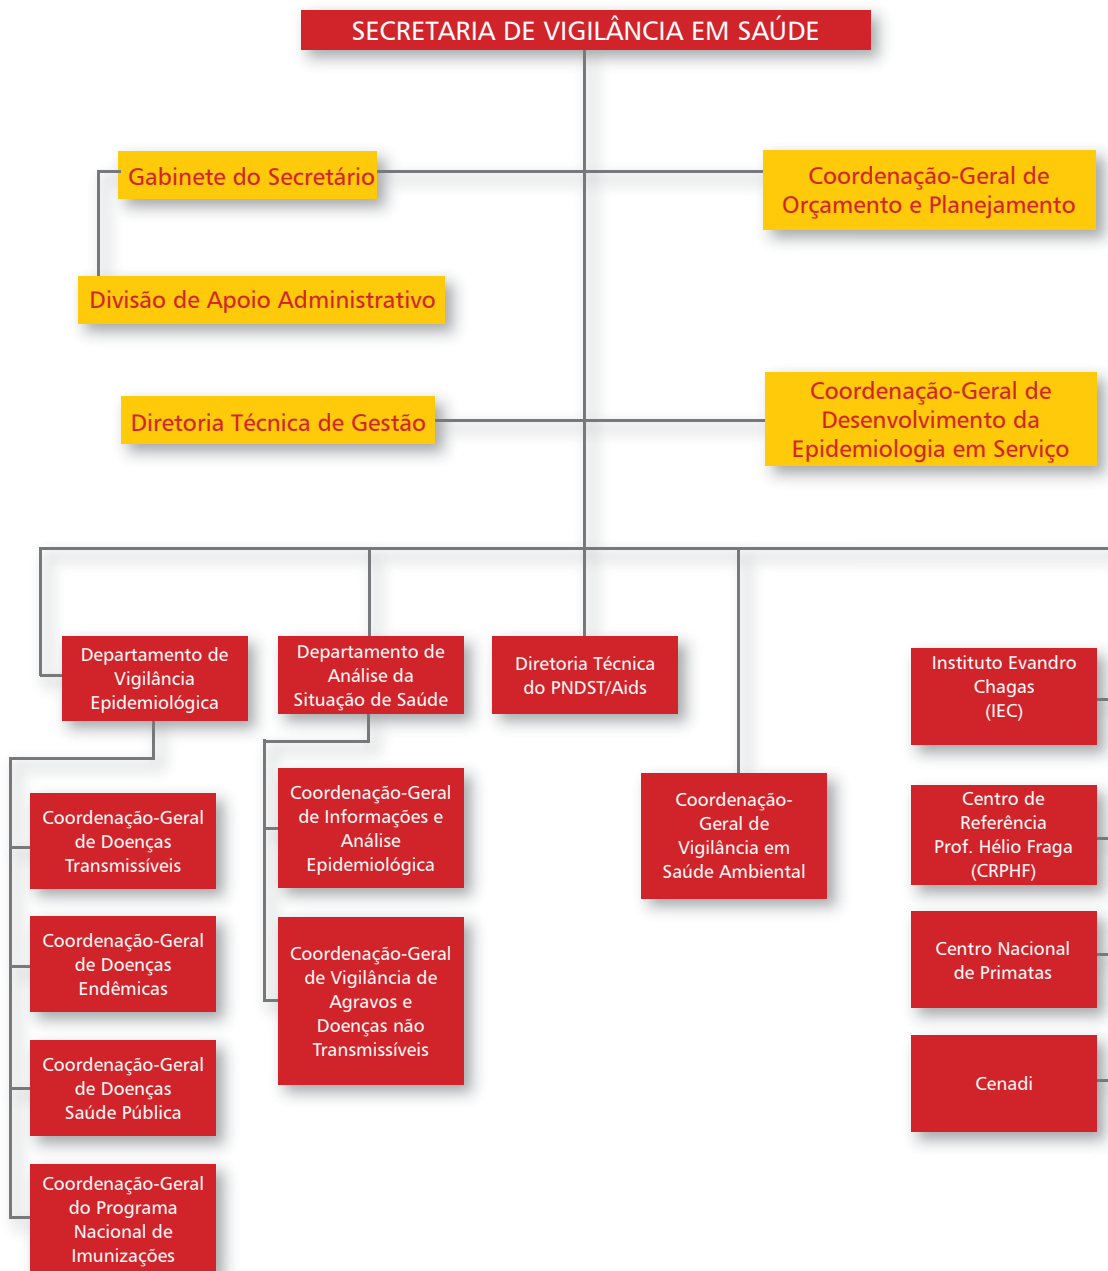 SECRETARIA DE VIGILÂNCIA EM SAÚDE
Gabinete do Secretário
Coordenação-Geral de
Orçamento e Planejamento
Divisão de Apoio Administrativo
Diretoria Técnica de Gestão
Coordenação-Geral de
Desenvolvimento da
Epidemiologia em Serviço
Departamento de
Vigilância
Epidemiológica
Departamento de
Análise da
Situação de Saúde
Diretoria Técnica
do PNDST/Aids
Instituto Evandro
Chagas
(IEC)
Coordenação-Geral
de Doenças
Transmissíveis
Coordenação-Geral
de Informações e
Análise
Epidemiológica
Coordenação-
Geral de
Vigilância em
Saúde Ambiental
Centro de
Referência
Prof. Hélio Fraga
(CRPHF)
Coordenação-Geral
de Doenças
Endêmicas
Coordenação-Geral
de Vigilância de
Agravos e
Doenças não
Transmissíveis
Centro Nacional
de Primatas
Coordenação-Geral
de Doenças
Saúde Pública
Cenadi
Coordenação-Geral
do Programa
Nacional de
Imunizações